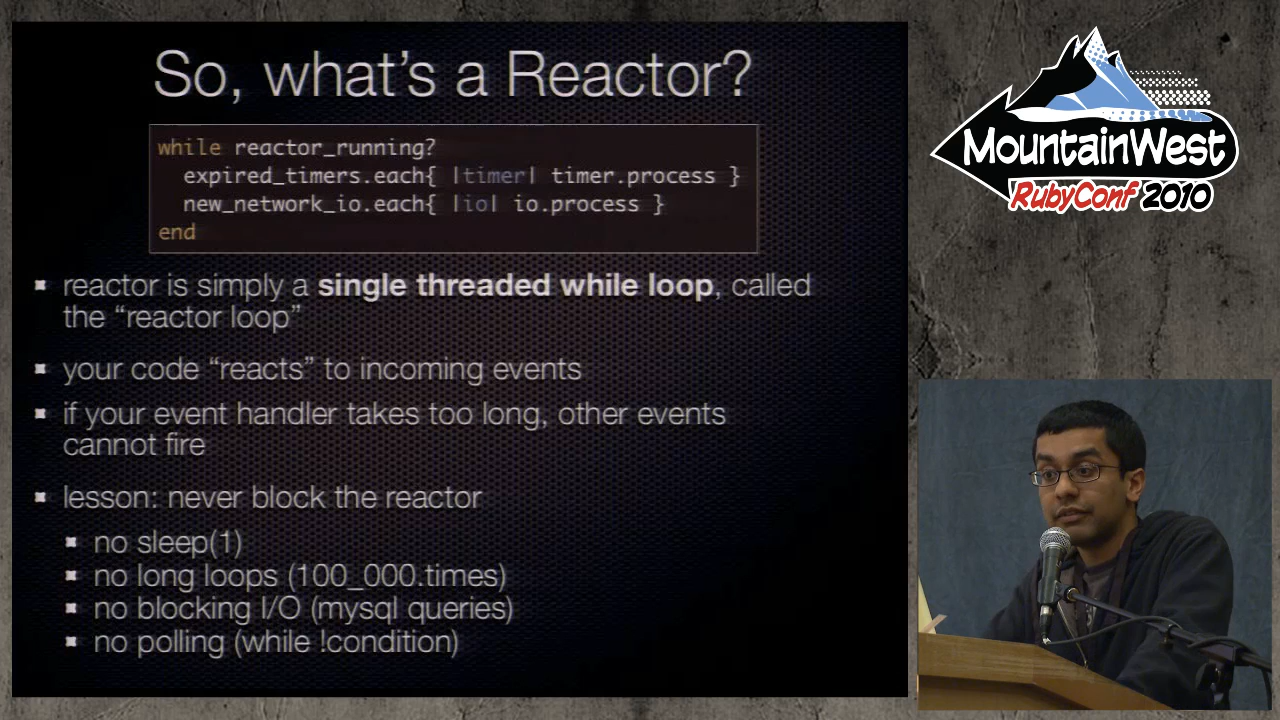 So, what's a Reactor?
while reactor_running?
expired_timers.each{ |timer| timer.process }
new_network_io.each{ |io| io.process }
end
reactor is simply a single threaded while loop, called
the “reactor loop”
your code “reacts” to incoming events
if your event handler takes too long, other events
cannot fire
lesson: never block the reactor
no sleep(1)
no long loops (100_000.times)
no blocking I/O (mysql queries)
no polling (while !condition)
MountainWest
RubyConf 2010